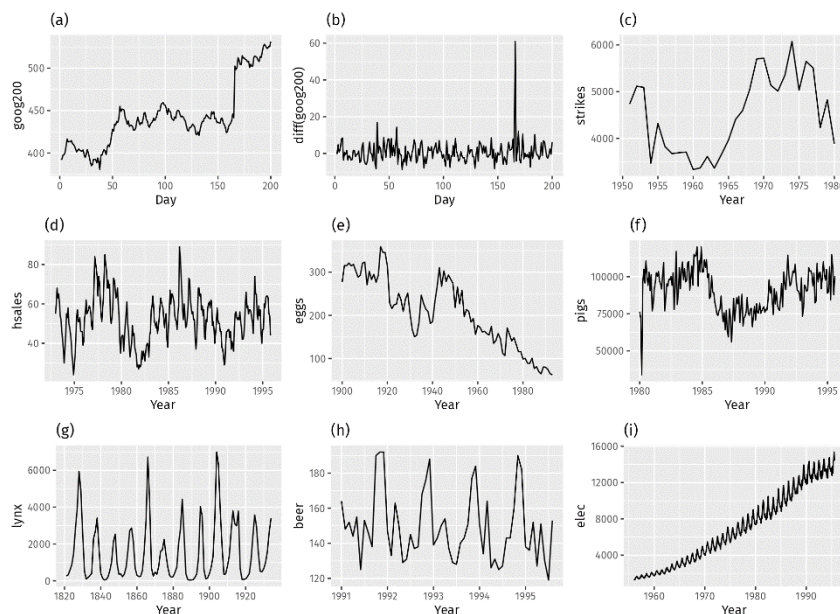 (a)
goog200
500
450
400
0
50
100
150
200
Day
(b)
diff(goog200)
60
40
20
0
0
50
100
150
200
Day
(c)
strikes
6000
5000
4000
1950
1955
1960
1965
1970
1975
1980
Year
(d)
hsales
80
60
40
1975
1980
1985
1990
1995
Year
(e)
eggs
300
200
100
1900
1920
1940
1960
1980
Year
(f)
pigs
100000
75000
50000
1980
1985
1990
1995
Year
(g)
lynx
6000
4000
2000
0
1820
1840
1860
1880
1900
1920
Year
(h)
beer
180
160
140
120
1991
1992
1993
1994
1995
Year
(i)
elec
16000
12000
8000
4000
1960
1970
1980
1990
Year